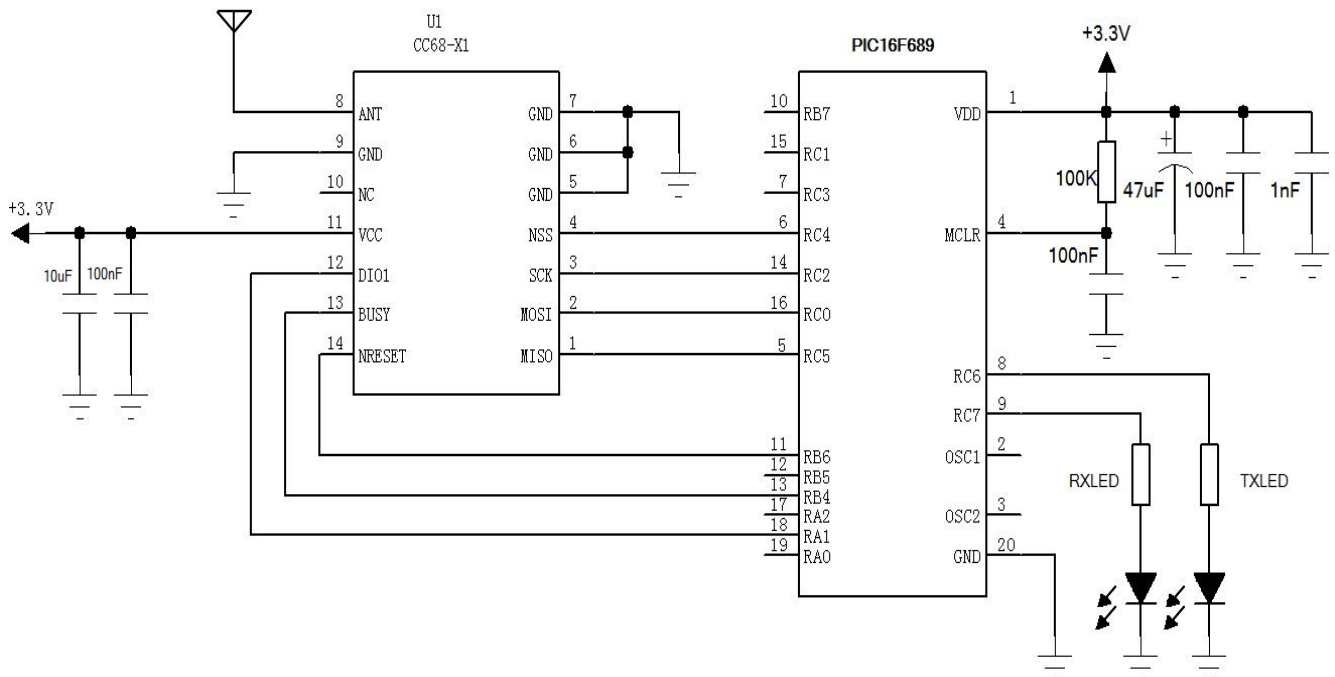 U1
CC68-X1
PIC16F689
+3.3V
8 ANT
9 GND
10 NC
11 VCC
12 DIO1
13 BUSY
14 NRESET
GND 7
GND 6
GND 5
NSS 4
SCK 3
MOSI 2
MISO 1
+3.3V
10uF 100nF
10 RB7
15 RC1
7 RC3
6 RC4
14 RC2
16 RC0
5 RC5
11 RB6
12 RB5
13 RB4
17 RA2
18 RA1
19 RA0
VDD 1
MCLR 4
RC6 8
RC7 9
OSC1 2
OSC2 3
GND 20
100K
+
47uF 100nF 1nF
100nF
RXLED TXLED